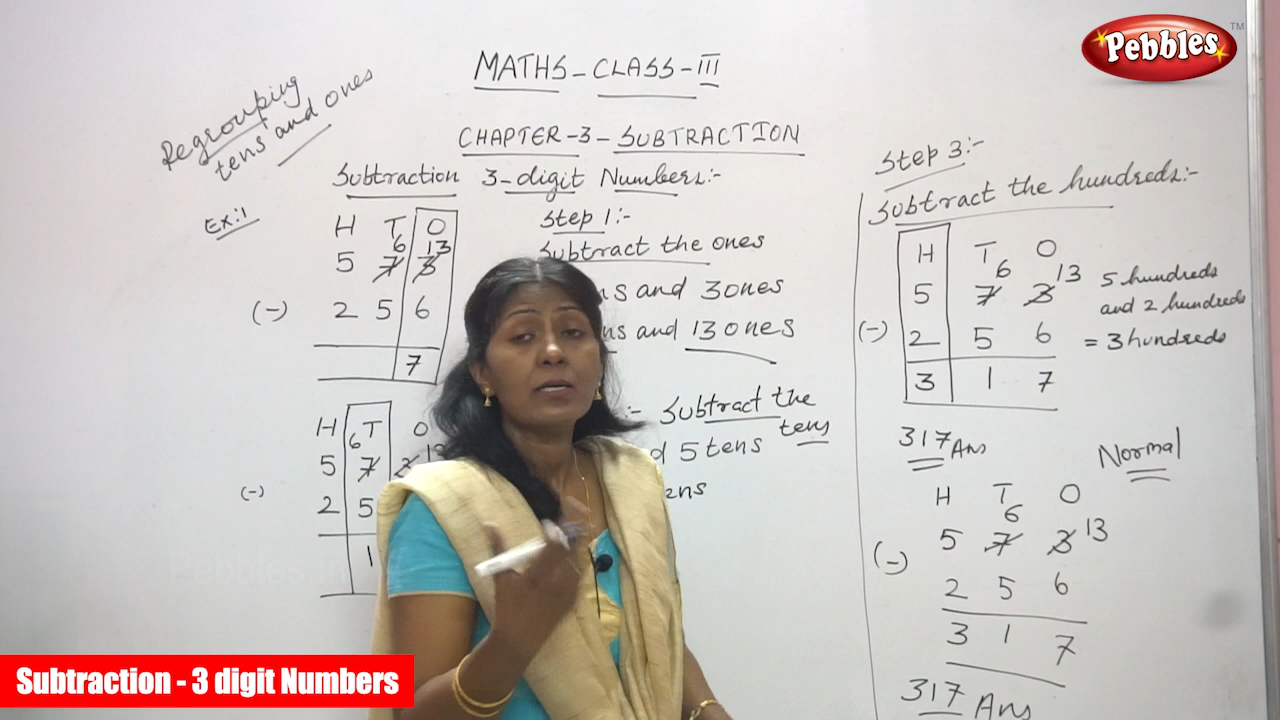 Pebbles TM
MATHS - CLASS - III
Regrouping
tens and ones
CHAPTER - 3 - SUBTRACTION
Subtraction 3-digit Numbers:-
Ex:1
H T O
6 13
5 7 3
(-) 2 5 6
7
Step 1:-
Subtract the ones
and 3 ones
and 13 ones
H T O
6 13
5 7 3
(-) 2 5
1
:- Subtract the
5 tens tens
Step 3:-
Subtract the hundreds:-
H T O
6 13
5 7 3
(-) 2 5 6
3 1 7
5 hundreds
and 2 hundreds
= 3 hundreds
317 Ans
Normal
H T O
6 13
5 7 3
(-) 2 5 6
3 1 7
317 Ans
Subtraction - 3 digit Numbers